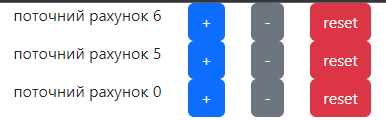 поточний рахунок 6 + - reset
поточний рахунок 5 + - reset
поточний рахунок 0 + - reset